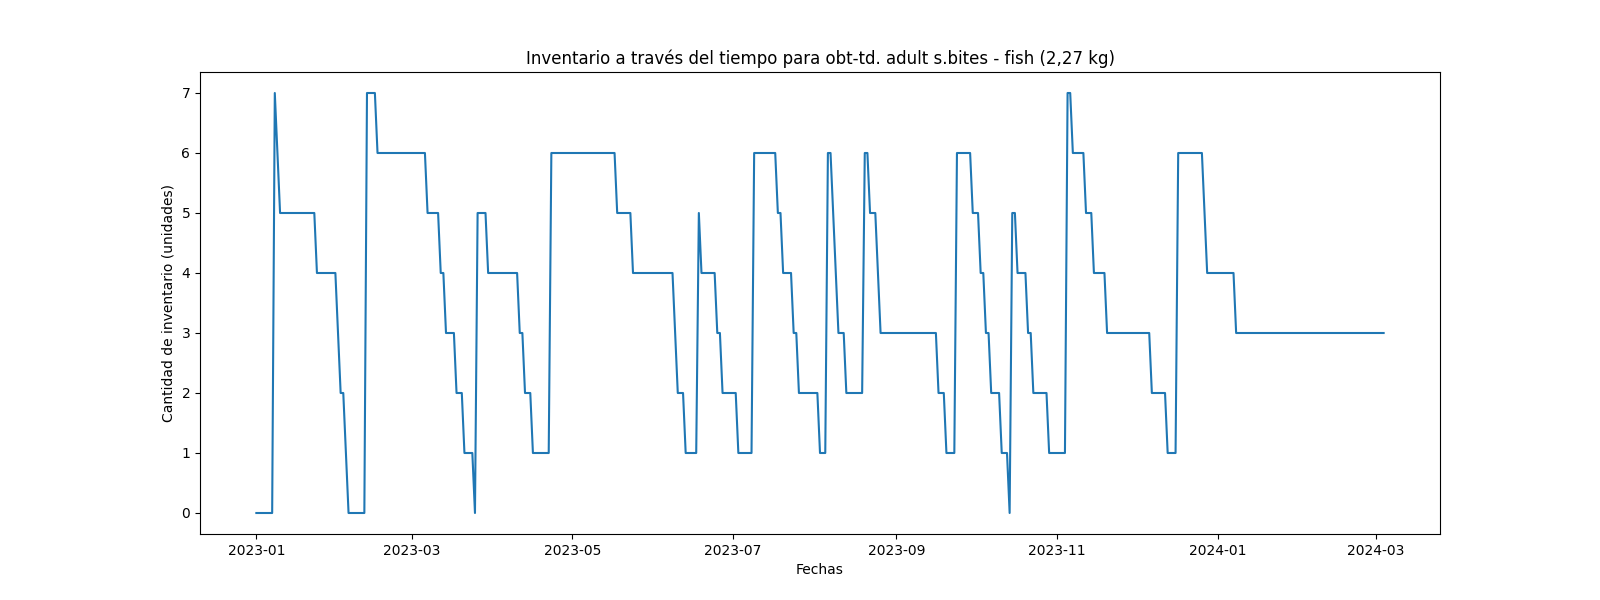 Inventario a través del tiempo para obt-td. adult s.bites - fish (2,27 kg)
Cantidad de inventario (unidades)
7
6
5
4
3
2
1
0
2023-01 2023-03 2023-05 2023-07 2023-09 2023-11 2024-01 2024-03
Fechas